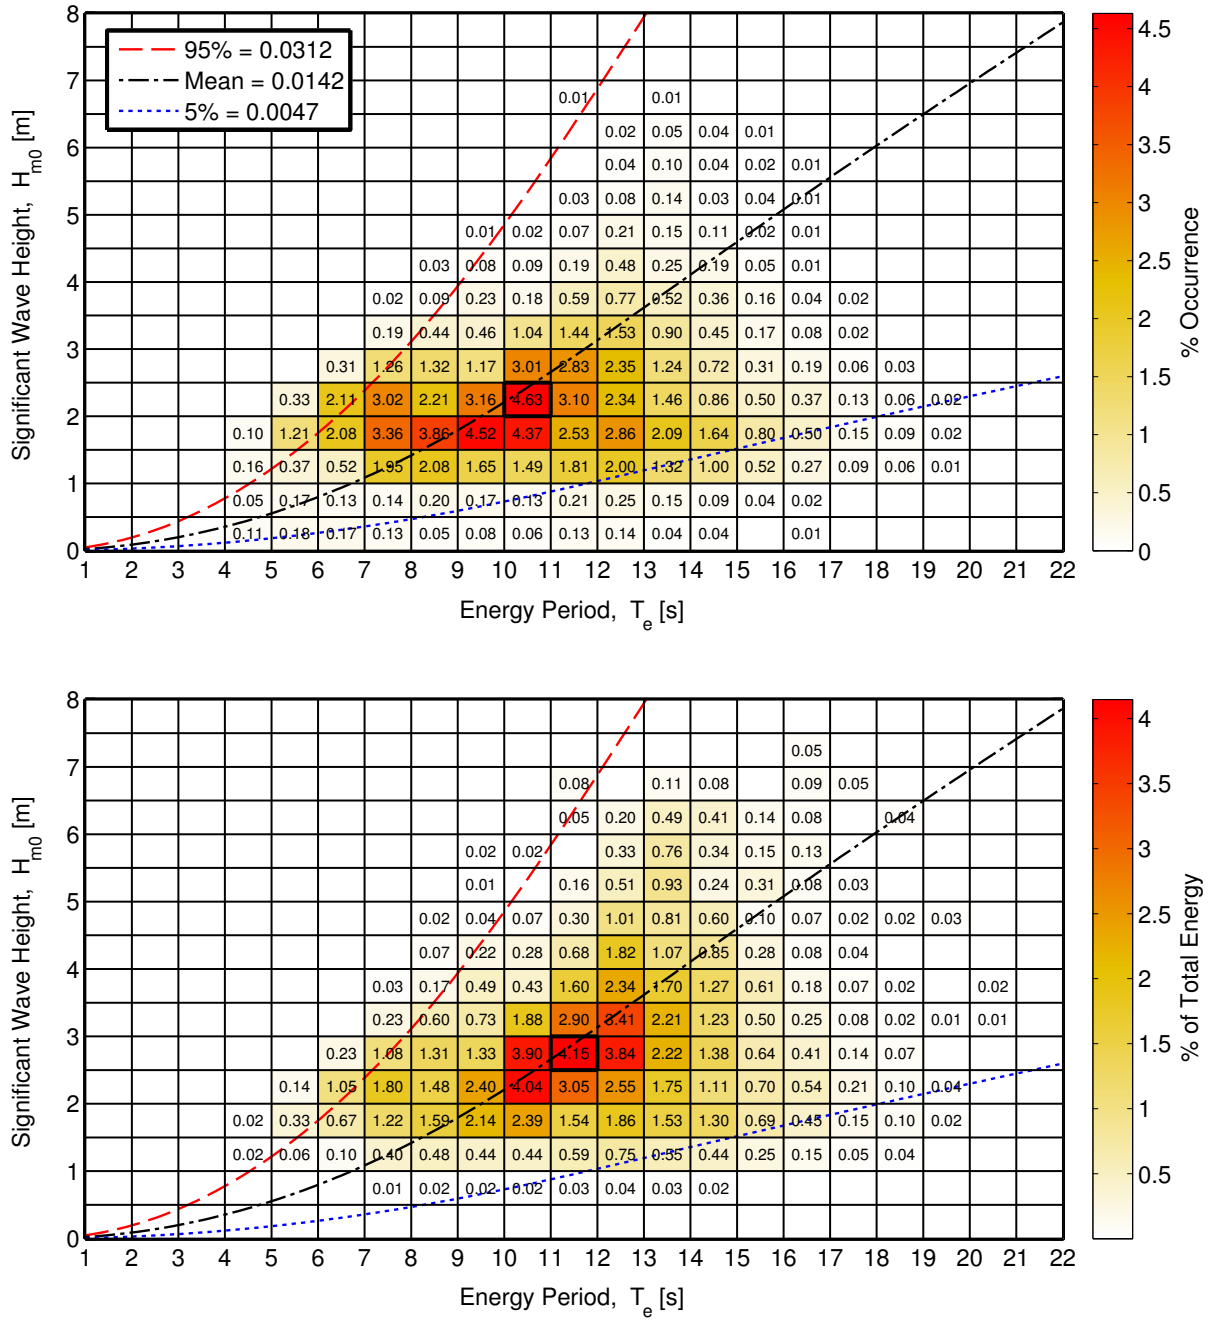 8
95% = 0.0312
Mean = 0.0142
5% = 0.0047
7
0.01 0.01
0.02 0.05 0.04 0.01
6
0.04 0.10 0.04 0.02 0.01
0.03 0.08 0.14 0.03 0.04 0.01
5
0.01 0.02 0.07 0.21 0.15 0.11 0.02 0.01
0.03 0.08 0.09 0.19 0.48 0.25 0.19 0.05 0.01
4
0.02 0.09 0.23 0.18 0.59 0.77 0.52 0.36 0.16 0.04 0.02
0.19 0.44 0.46 1.04 1.44 1.53 0.90 0.45 0.17 0.08 0.02
3
0.31 1.26 1.32 1.17 3.01 2.83 2.35 1.24 0.72 0.31 0.19 0.06 0.03
0.33 2.11 3.02 2.21 3.16 4.63 3.10 2.34 1.46 0.86 0.50 0.37 0.13 0.06 0.02
2
0.10 1.21 2.08 3.36 3.86 4.52 4.37 2.53 2.86 2.09 1.64 0.80 0.50 0.15 0.09 0.02
0.16 0.37 0.52 1.95 2.08 1.65 1.49 1.81 2.00 1.32 1.00 0.52 0.27 0.09 0.06 0.01
1
0.05 0.17 0.13 0.14 0.20 0.17 0.13 0.21 0.25 0.15 0.09 0.04 0.02
0.11 0.18 0.17 0.13 0.05 0.08 0.06 0.13 0.14 0.04 0.04 0.01
0
1 2 3 4 5 6 7 8 9 10 11 12 13 14 15 16 17 18 19 20 21 22
Energy Period, T_e [s]
Significant Wave Height, H_m0 [m]
4.5
4
3.5
3
2.5
2
1.5
1
0.5
0
% Occurrence
8
0.05
7
0.08 0.11 0.08 0.09 0.05
0.05 0.20 0.49 0.41 0.14 0.08 0.04
6
0.02 0.02 0.33 0.76 0.34 0.15 0.13
0.01 0.16 0.51 0.93 0.24 0.31 0.08 0.03
5
0.02 0.04 0.07 0.30 1.01 0.81 0.60 0.10 0.07 0.02 0.02 0.03
0.07 0.22 0.28 0.68 1.82 1.07 0.85 0.28 0.08 0.04
4
0.03 0.17 0.49 0.43 1.60 2.34 1.70 1.27 0.61 0.18 0.07 0.02 0.02
0.23 0.60 0.73 1.88 2.90 3.41 2.21 1.23 0.50 0.25 0.08 0.02 0.01 0.01
3
0.23 1.08 1.31 1.33 3.90 4.15 3.84 2.22 1.38 0.64 0.41 0.14 0.07
0.14 1.05 1.80 1.48 2.40 4.04 3.05 2.55 1.75 1.11 0.70 0.54 0.21 0.10 0.04
2
0.02 0.33 0.67 1.22 1.59 2.14 2.39 1.54 1.86 1.53 1.30 0.69 0.45 0.15 0.10 0.02
0.02 0.06 0.10 0.40 0.48 0.44 0.44 0.59 0.75 0.55 0.44 0.25 0.15 0.05 0.04
1
0.01 0.02 0.02 0.02 0.03 0.04 0.03 0.02
0
1 2 3 4 5 6 7 8 9 10 11 12 13 14 15 16 17 18 19 20 21 22
Energy Period, T_e [s]
Significant Wave Height, H_m0 [m]
4
3.5
3
2.5
2
1.5
1
0.5
% of Total Energy